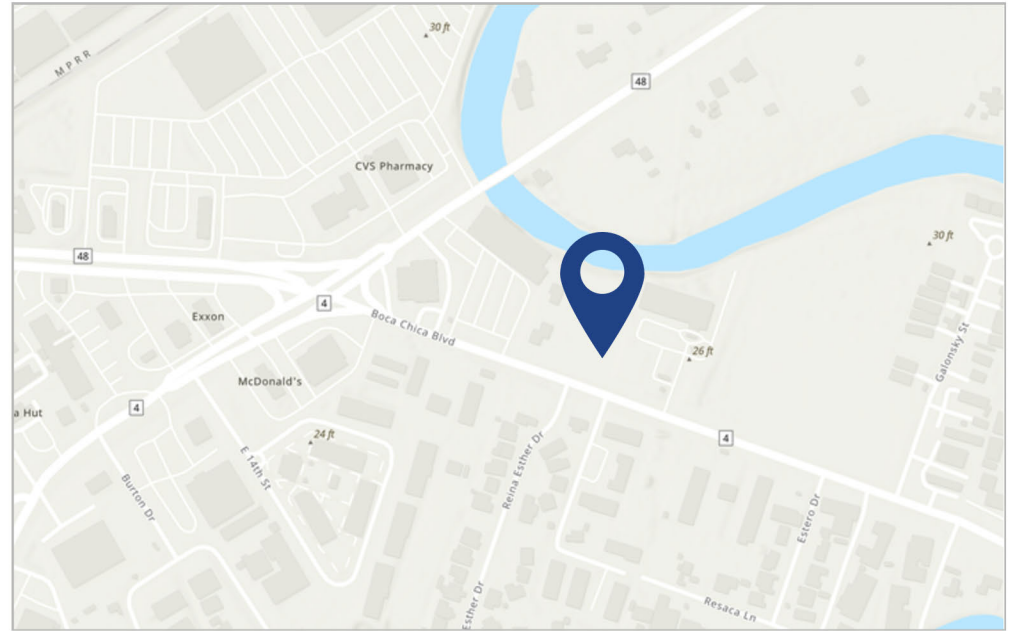 30 ft
MPRR
48
CVS Pharmacy
30 ft
48
4
Exxon
Boca Chica Blvd
Galonsky St
26 ft
McDonald's
a Hut
4
24 ft
4
E 14th St
Reina Esther Dr
Burton Dr
Estero Dr
Esther Dr
Resaca Ln